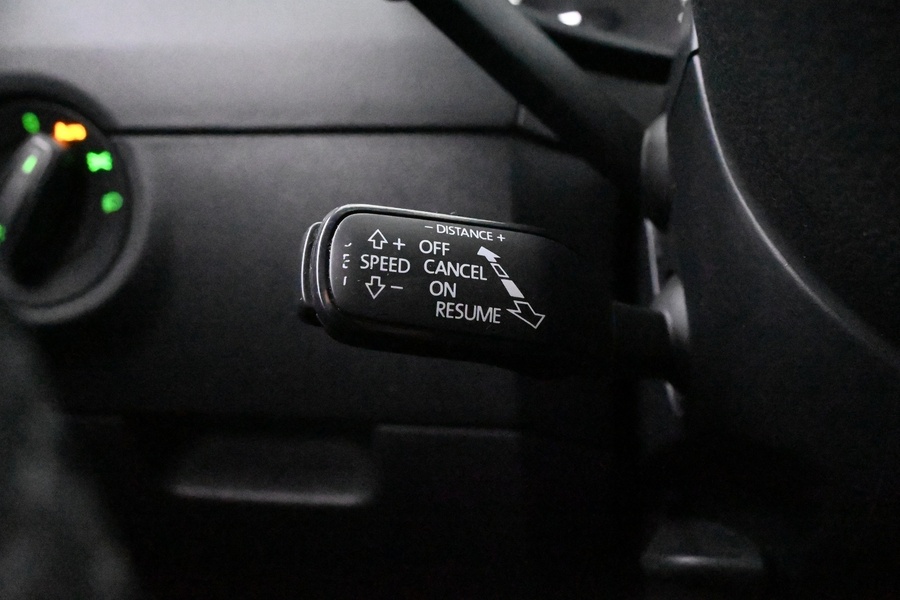 − DISTANCE +
+ OFF
SPEED CANCEL
− ON
RESUME